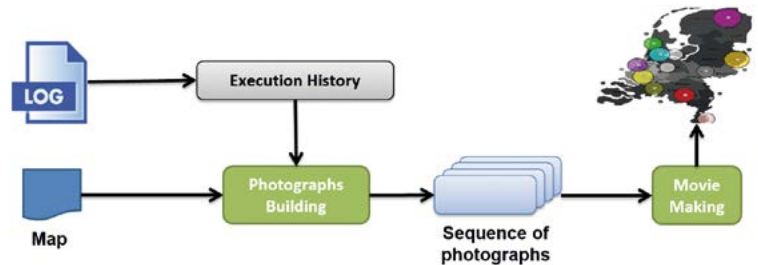 LOG
Execution History
Photographs
Building
Map
Sequence of
photographs
Movie
Making